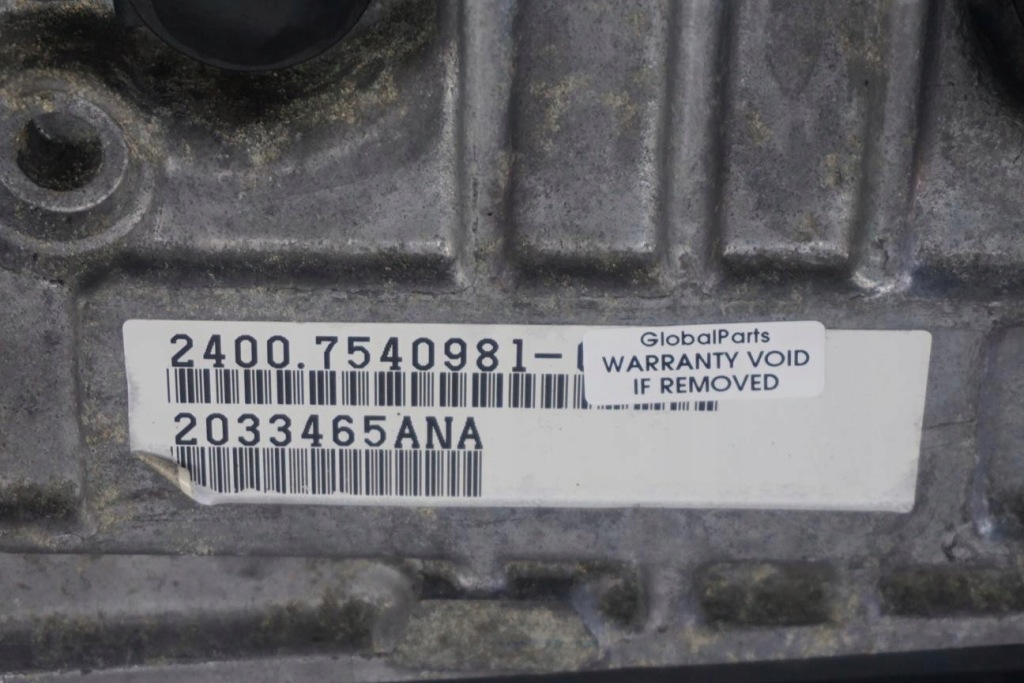 2400.7540981-
GlobalParts
WARRANTY VOID
IF REMOVED
2033465ANA